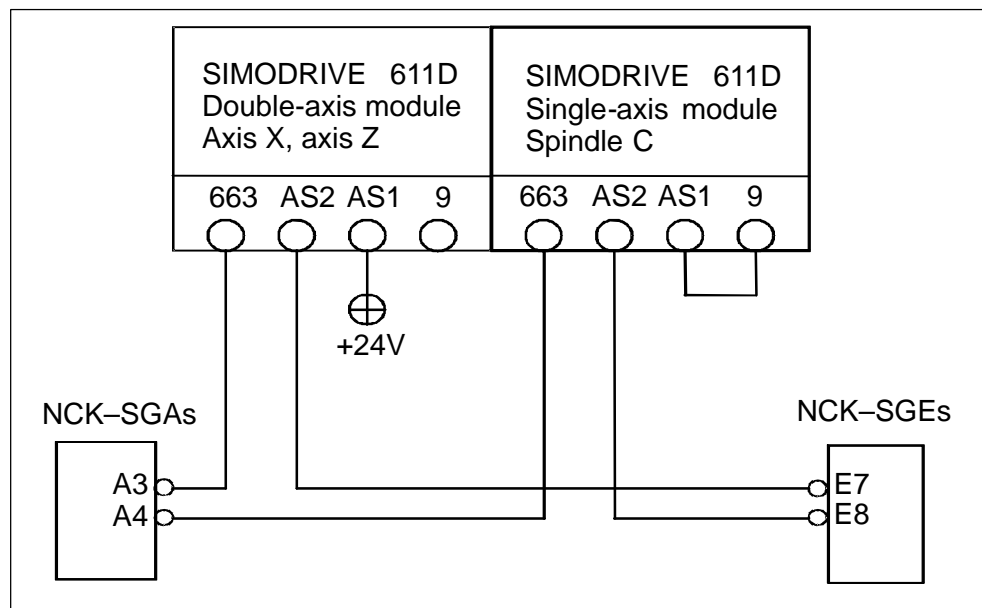 SIMODRIVE 611D
Double-axis module
Axis X, axis Z
SIMODRIVE 611D
Single-axis module
Spindle C
663 AS2 AS1 9
663 AS2 AS1 9
+24V
NCK–SGAs
A3
A4
NCK–SGEs
E7
E8